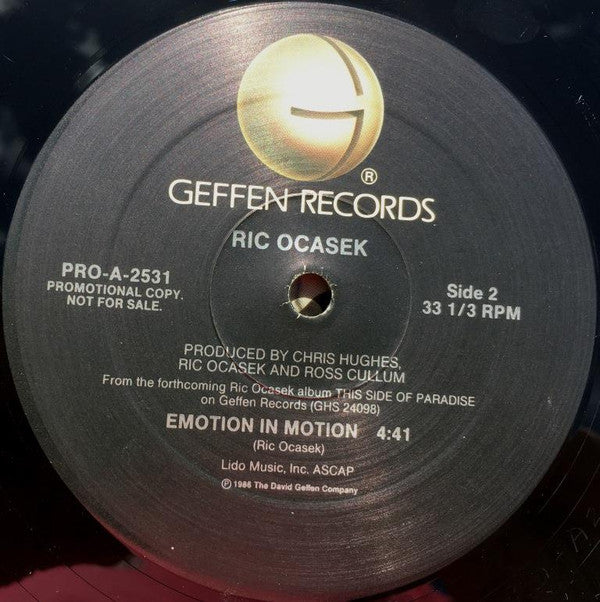 G
®
GEFFEN RECORDS
RIC OCASEK
PRO-A-2531
PROMOTIONAL COPY.
NOT FOR SALE.
Side 2
33 1/3 RPM
PRODUCED BY CHRIS HUGHES,
RIC OCASEK AND ROSS CULLUM
From the forthcoming Ric Ocasek album THIS SIDE OF PARADISE
on Geffen Records (GHS 24098)
EMOTION IN MOTION 4:41
(Ric Ocasek)
Lido Music, Inc. ASCAP
℗ 1986 The David Geffen Company